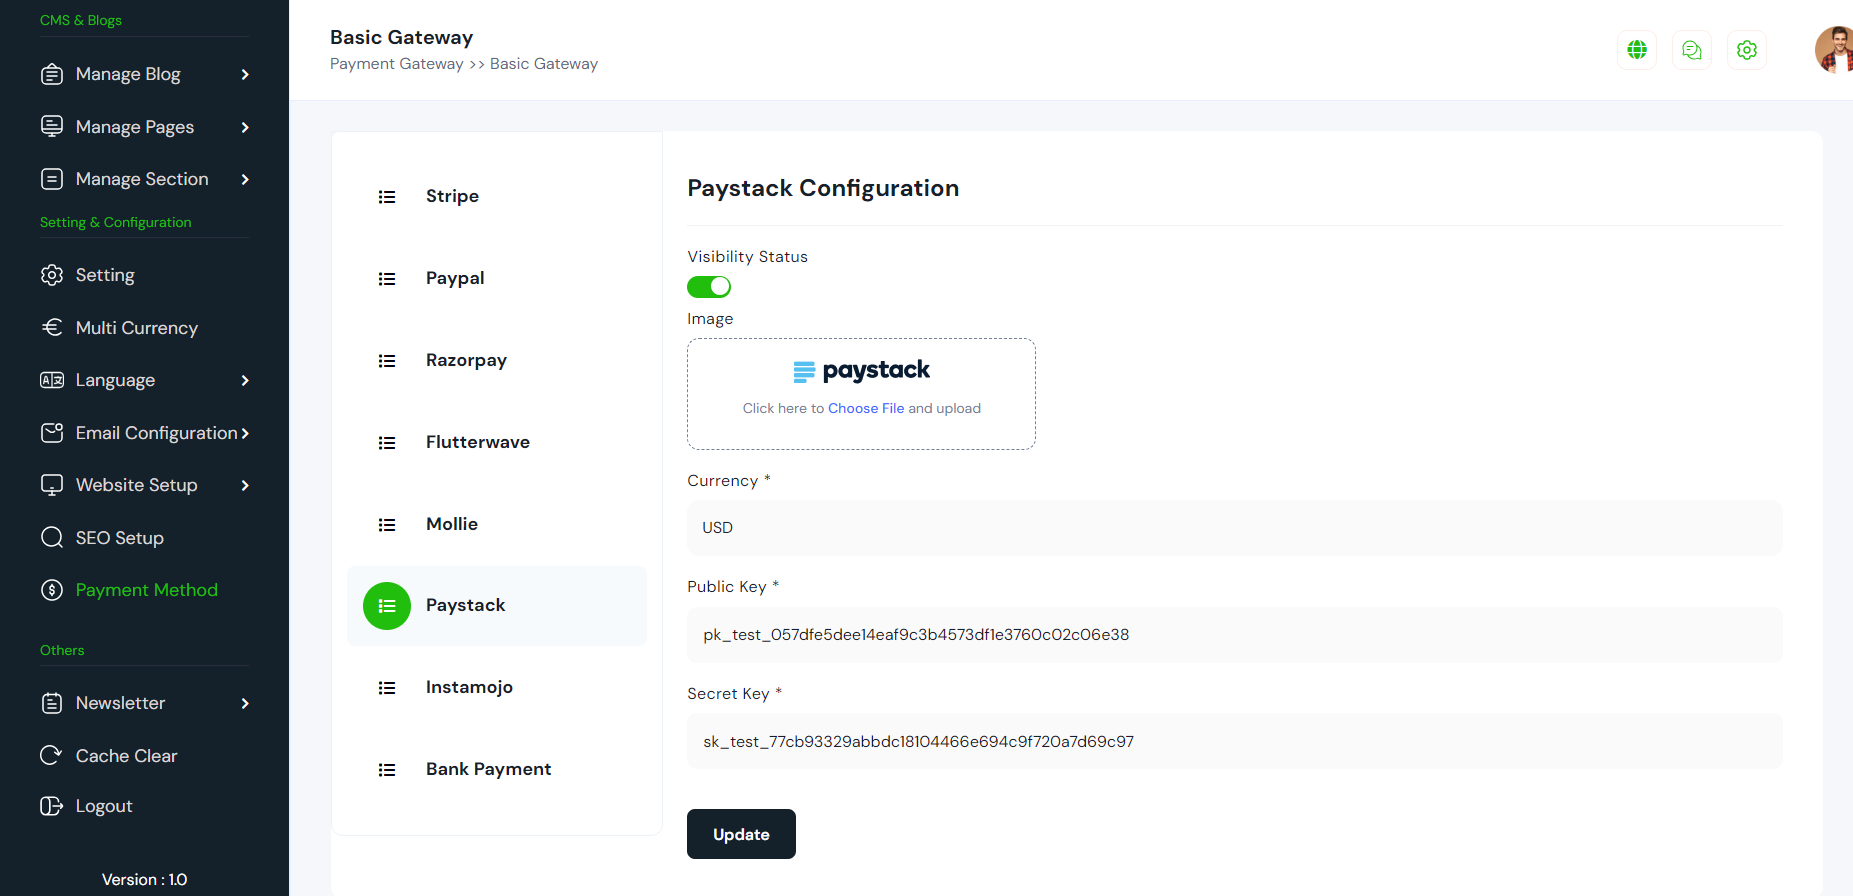 CMS & Blogs
Manage Blog
Manage Pages
Manage Section
Setting & Configuration
Setting
Multi Currency
Language
Email Configuration
Website Setup
SEO Setup
Payment Method
Others
Newsletter
Cache Clear
Logout
Version : 1.0
Basic Gateway
Payment Gateway >> Basic Gateway
Stripe
Paypal
Razorpay
Flutterwave
Mollie
Paystack
Instamojo
Bank Payment
Paystack Configuration
Visibility Status
Image
paystack
Click here to Choose File and upload
Currency *
USD
Public Key *
pk_test_057dfe5dee14eaf9c3b4573df1e3760c02c06e38
Secret Key *
sk_test_77cb93329abbdc18104466e694c9f720a7d69c97
Update